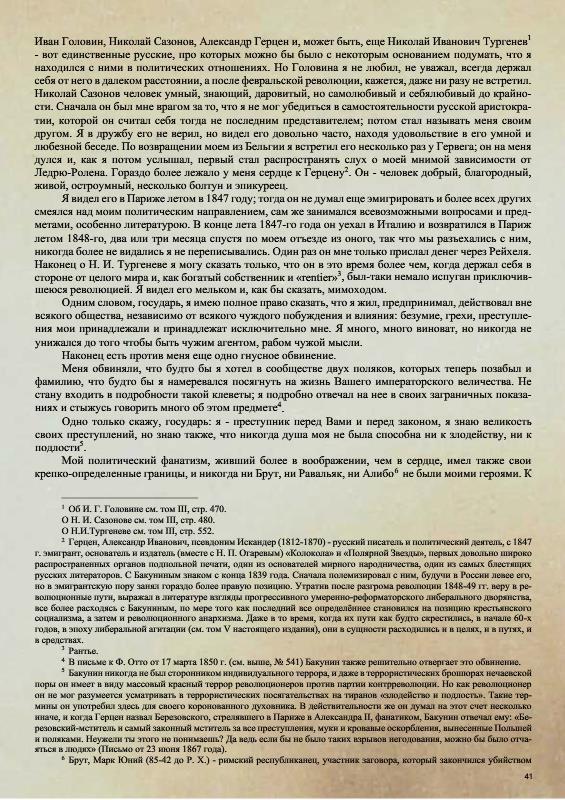 Иван Головин, Николай Сазонов, Александр Герцен и, может быть, еще Николай Иванович Тургенев¹
- вот единственные русские, про которых можно бы было с некоторым основанием подумать, что я
находился с ними в политических отношениях. Но Головина я не любил, не уважал, всегда держал
себя от него в далеком расстоянии, а после февральской революции, кажется, даже ни разу не встретил.
Николай Сазонов человек умный, знающий, даровитый, но самолюбивый и себялюбивый до крайно-
сти. Сначала он был мне врагом за то, что я не мог убедиться в самостоятельности русской аристокра-
тии, которой он считал себя тогда не последним представителем; потом стал называть меня своим
другом. Я в дружбу его не верил, но видел его довольно часто, находя удовольствие в его умной и
любезной беседе. По возвращении моем из Бельгии я встретил его несколько раз у Гервега; он на меня
дулся и, как я потом услышал, первый стал распространять слух о моей мнимой зависимости от
Ледрю-Ролена. Гораздо более лежало у меня сердце к Герцену². Он - человек добрый, благородный,
живой, остроумный, несколько болтун и эпикуреец.
Я видел его в Париже летом в 1847 году; тогда он не думал еще эмигрировать и более всех других
смеялся над моим политическим направлением, сам же занимался всевозможными вопросами и пред-
метами, особенно литературою. В конце лета 1847-го года он уехал в Италию и возвратился в Париж
летом 1848-го, два или три месяца спустя по моем отъезде из оного, так что мы разъехались с ним,
никогда более не видались и не переписывались. Один раз он мне только прислал денег через Рейхеля.
Наконец о Н. И. Тургеневе я могу сказать только, что он в это время более чем, когда держал себя в
стороне от целого мира и, как богатый собственник и «rentier»³, был-таки немало испуган приключив-
шеюся революцией. Я видел его мельком и, как бы сказать, мимоходом.
Одним словом, государь, я имею полное право сказать, что я жил, предпринимал, действовал вне
всякого общества, независимо от всякого чуждого побуждения и влияния: безумие, грехи, преступле-
ния мои принадлежали и принадлежат исключительно мне. Я много, много виноват, но никогда не
унижался до того чтобы быть чужим агентом, рабом чужой мысли.
Наконец есть против меня еще одно гнусное обвинение.
Меня обвиняли, что будто бы я хотел в сообществе двух поляков, которых теперь позабыл и
фамилию, что будто бы я намеревался посягнуть на жизнь Вашего императорского величества. Не
стану входить в подробности такой клеветы; я подробно отвечал на нее в своих заграничных показа-
ниях и стыжусь говорить много об этом предмете⁴.
Одно только скажу, государь: я - преступник перед Вами и перед законом, я знаю великость
своих преступлений, но знаю также, что никогда душа моя не была способна ни к злодейству, ни к
подлости⁵.
Мой политический фанатизм, живший более в воображении, чем в сердце, имел также свои
крепко-определенные границы, и никогда ни Брут, ни Равальяк, ни Алибо⁶ не были моими героями. К
¹ Об И. Г. Головине см. том III, стр. 470.
О Н. И. Сазонове см. том III, стр. 480.
О Н.И.Тургеневе см. том III, стр. 552.
² Герцен, Александр Иванович, псевдоним Искандер (1812-1870) - русский писатель и политический деятель, с 1847
г. эмигрант, основатель и издатель (вместе с Н. П. Огаревым) «Колокола» и «Полярной Звезды», первых довольно широко
распространенных органов подпольной печати, один из основателей мирного народничества, один из самых блестящих
русских литераторов. С Бакуниным знаком с конца 1839 года. Сначала полемизировал с ним, будучи в России левее его,
но в эмигрантскую пору занял гораздо более правую позицию. Утратив после разгрома революции 1848-49 гг. веру в ре-
волюционные пути, выражал в литературе взгляды прогрессивного умеренно-реформаторского либерального дворянства,
все более расходясь с Бакуниным, по мере того как последний все определённее становился на позицию крестьянского
социализма, а затем и революционного анархизма. Даже в то время, когда их пути как будто скрестились, в начале 60-х
годов, в эпоху либеральной агитации (см. том V настоящего издания), они в сущности расходились и в целях, и в путях, и
в средствах.
³ Рантье.
⁴ В письме к Ф. Отто от 17 марта 1850 г. (см. выше, № 541) Бакунин также решительно отвергает это обвинение.
⁵ Бакунин никогда не был сторонником индивидуального террора, и даже в террористических брошюрах нечаевской
поры он имеет в виду массовый красный террор революционеров против партии контрреволюции. Но как революционер
он не мог разумеется усматривать в террористических посягательствах на тиранов «злодейство и подлость». Такие тер-
мины он употребил здесь для своего коронованного духовника. В действительности же он думал на этот счет несколько
иначе, и когда Герцен назвал Березовского, стрелявшего в Париже в Александра II, фанатиком, Бакунин отвечал ему: «Бе-
резовский-мститель и самый законный мститель за все преступления, муки и кровавые оскорбления, вынесенные Польшей
и поляками. Неужели ты этого не понимаешь? Да ведь если бы не было таких взрывов негодования, можно бы было отча-
яться в людях» (Письмо от 23 июня 1867 года).
⁶ Брут, Марк Юний (85-42 до Р. Х.) - римский республиканец, участник заговора, который закончился убийством
41